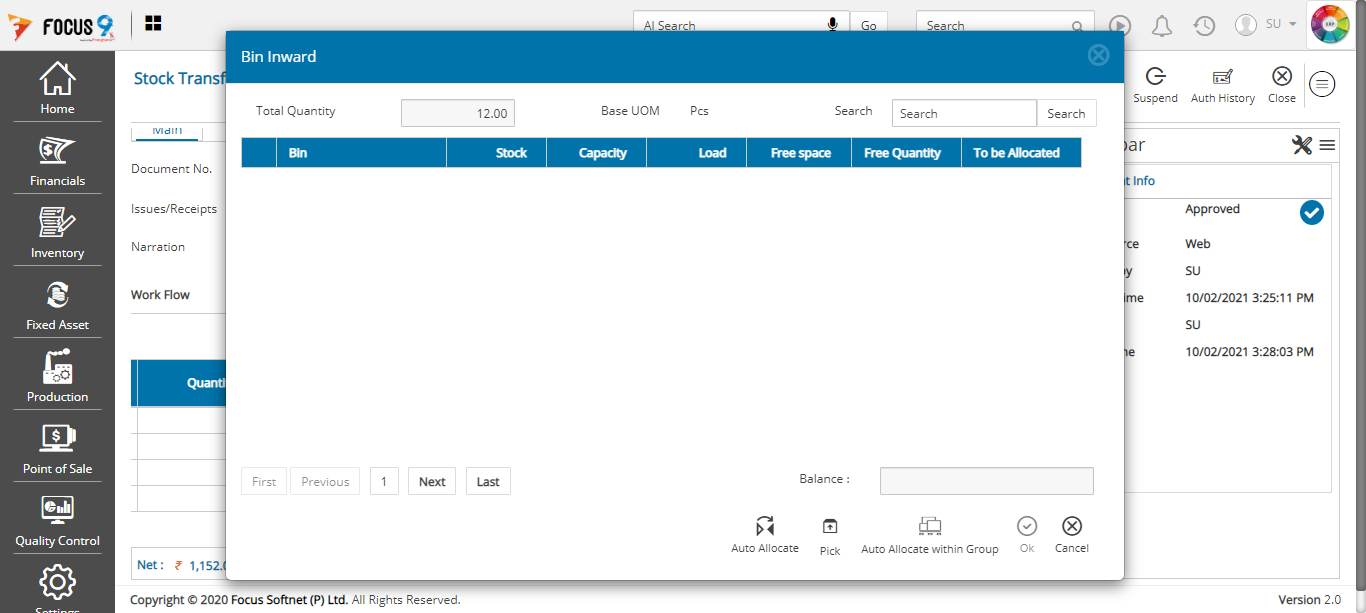 FOCUS 9
AI Search
Go
Search
SU
ERP
Home
Financials
Inventory
Fixed Asset
Production
Point of Sale
Quality Control
Settings
Stock Transf
Suspend
Auth History
Close
Main
Document No.
Issues/Receipts
Narration
Work Flow
Quanti
Net : ₹ 1,152.0
Bin Inward
Total Quantity 12.00 Base UOM Pcs Search Search Search
Bin Stock Capacity Load Free space Free Quantity To be Allocated
First Previous 1 Next Last
Balance :
Auto Allocate
Pick
Auto Allocate within Group
Ok
Cancel
bar
nt Info
Approved
rce Web
by SU
ime 10/02/2021 3:25:11 PM
SU
ne 10/02/2021 3:28:03 PM
Copyright © 2020 Focus Softnet (P) Ltd. All Rights Reserved.
Version 2.0